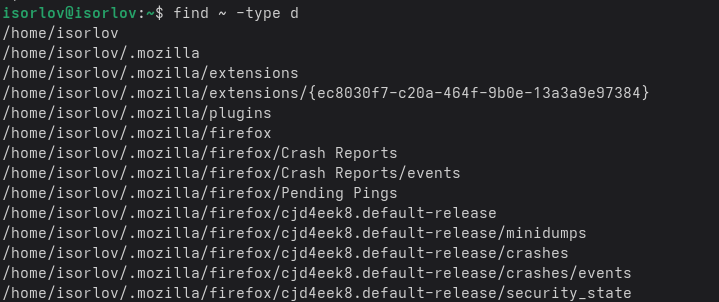 isorlov@isorlov:~$ find ~ -type d
/home/isorlov
/home/isorlov/.mozilla
/home/isorlov/.mozilla/extensions
/home/isorlov/.mozilla/extensions/{ec8030f7-c20a-464f-9b0e-13a3a9e97384}
/home/isorlov/.mozilla/plugins
/home/isorlov/.mozilla/firefox
/home/isorlov/.mozilla/firefox/Crash Reports
/home/isorlov/.mozilla/firefox/Crash Reports/events
/home/isorlov/.mozilla/firefox/Pending Pings
/home/isorlov/.mozilla/firefox/cjd4eek8.default-release
/home/isorlov/.mozilla/firefox/cjd4eek8.default-release/minidumps
/home/isorlov/.mozilla/firefox/cjd4eek8.default-release/crashes
/home/isorlov/.mozilla/firefox/cjd4eek8.default-release/crashes/events
/home/isorlov/.mozilla/firefox/cjd4eek8.default-release/security_state